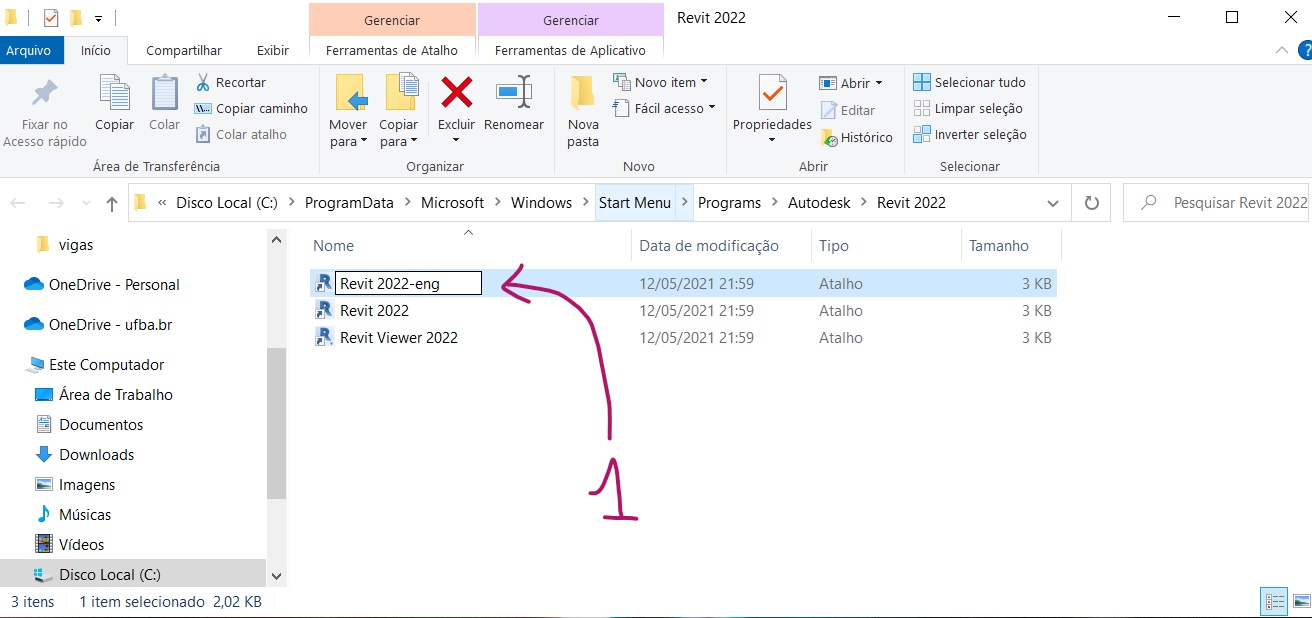 Gerenciar Gerenciar Revit 2022
Arquivo Início Compartilhar Exibir Ferramentas de Atalho Ferramentas de Aplicativo ?
Fixar no
Acesso rápido
Copiar
Colar
Recortar
Copiar caminho
Colar atalho
Área de Transferência
Mover
para
Copiar
para
Excluir
Renomear
Organizar
Nova
pasta
Novo item
Fácil acesso
Novo
Propriedades
Abrir
Editar
Histórico
Abrir
Selecionar tudo
Limpar seleção
Inverter seleção
Selecionar
« Disco Local (C:) > ProgramData > Microsoft > Windows > Start Menu > Programs > Autodesk > Revit 2022
Pesquisar Revit 2022
vigas
OneDrive - Personal
OneDrive - ufba.br
Este Computador
Área de Trabalho
Documentos
Downloads
Imagens
Músicas
Vídeos
Disco Local (C:)
Nome Data de modificação Tipo Tamanho
Revit 2022-eng 12/05/2021 21:59 Atalho 3 KB
Revit 2022 12/05/2021 21:59 Atalho 3 KB
Revit Viewer 2022 12/05/2021 21:59 Atalho 3 KB
1
3 itens 1 item selecionado 2,02 KB